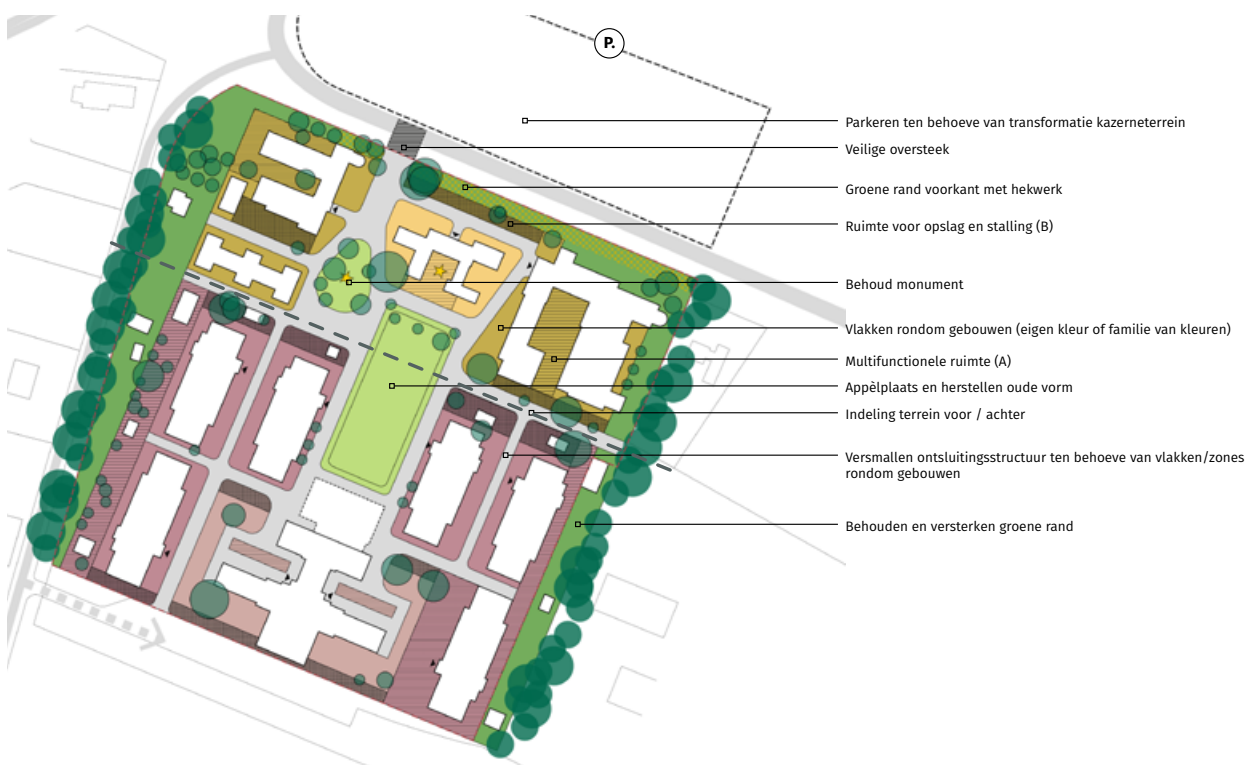 P.
Parkeren ten behoeve van transformatie kazerneterrein
Veilige oversteek
Groene rand voorkant met hekwerk
Ruimte voor opslag en stalling (B)
Behoud monument
Vlakken rondom gebouwen (eigen kleur of familie van kleuren)
Multifunctionele ruimte (A)
Appèlplaats en herstellen oude vorm
Indeling terrein voor / achter
Versmallen ontsluitingsstructuur ten behoeve van vlakken/zones
rondom gebouwen
Behouden en versterken groene rand